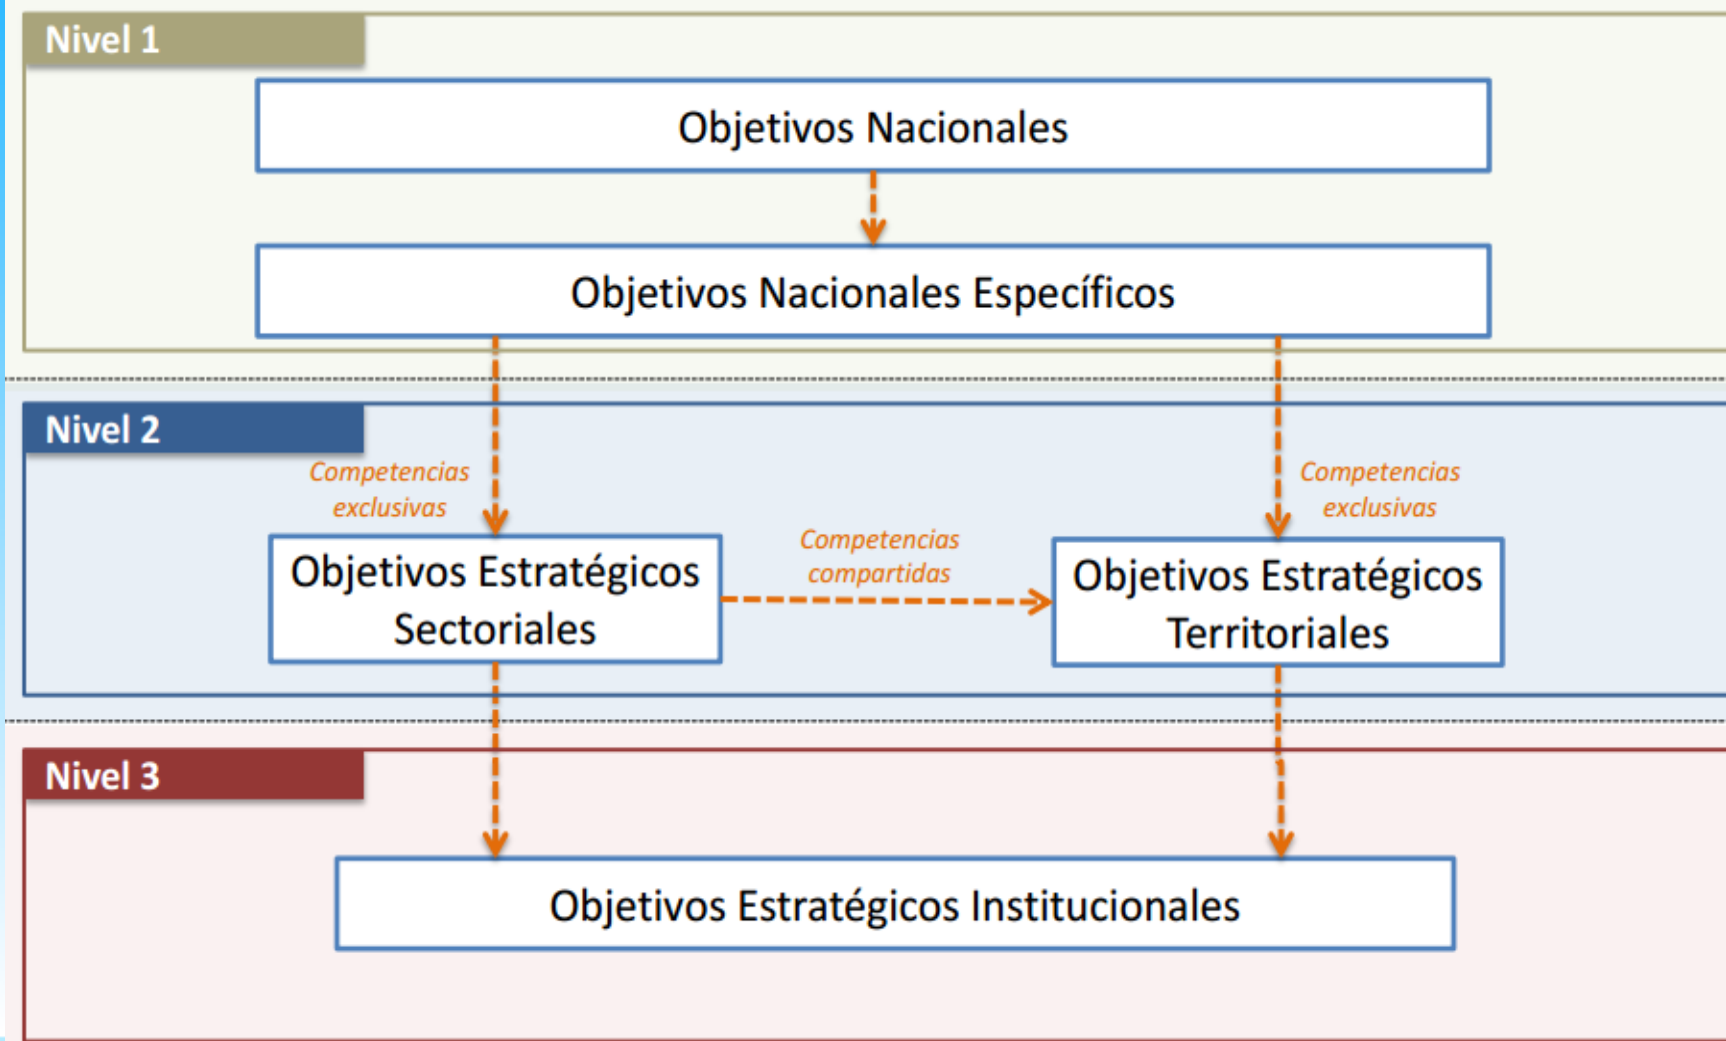 Nivel 1
Objetivos Nacionales
Objetivos Nacionales Específicos
Nivel 2
Competencias
exclusivas
Competencias
exclusivas
Competencias
compartidas
Objetivos Estratégicos
Sectoriales
Objetivos Estratégicos
Territoriales
Nivel 3
Objetivos Estratégicos Institucionales